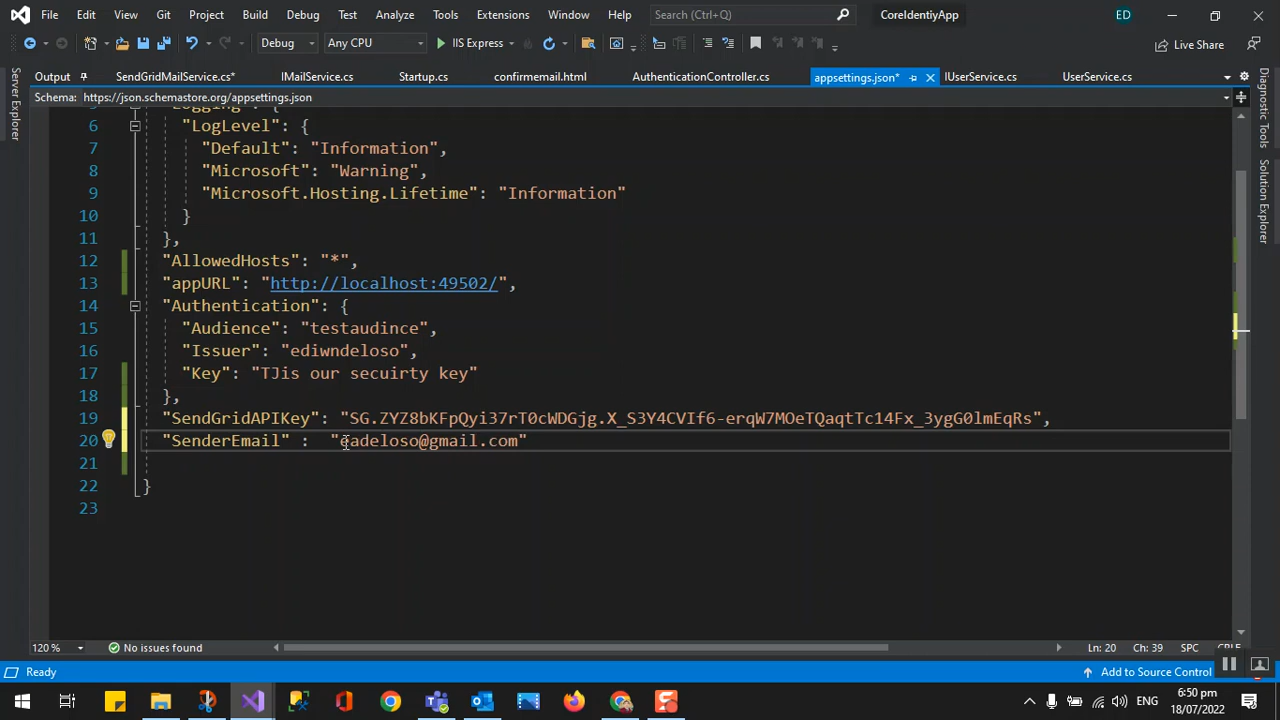 File Edit View Git Project Build Debug Test Analyze Tools Extensions Window Help Search (Ctrl+Q) CoreIdentiyApp ED
Debug Any CPU IIS Express Live Share
Output SendGridMailService.cs* IMailService.cs Startup.cs confirmemail.html AuthenticationController.cs appsettings.json* IUserService.cs UserService.cs
Schema: https://json.schemastore.org/appsettings.json
Server Explorer
Diagnostic Tools
Solution Explorer
5 "Logging": {
6 "LogLevel": {
7 "Default": "Information",
8 "Microsoft": "Warning",
9 "Microsoft.Hosting.Lifetime": "Information"
10 }
11 },
12 "AllowedHosts": "*",
13 "appURL": "http://localhost:49502/",
14 "Authentication": {
15 "Audience": "testaudince",
16 "Issuer": "ediwndeloso",
17 "Key": "TJis our secuirty key"
18 },
19 "SendGridAPIKey": "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",
20 "SenderEmail" :
21
22 }
23
120 % No issues found Ln: 20 Ch: 39 SPC CRLF
Ready Add to Source Control
ENG 6:50 pm
18/07/2022